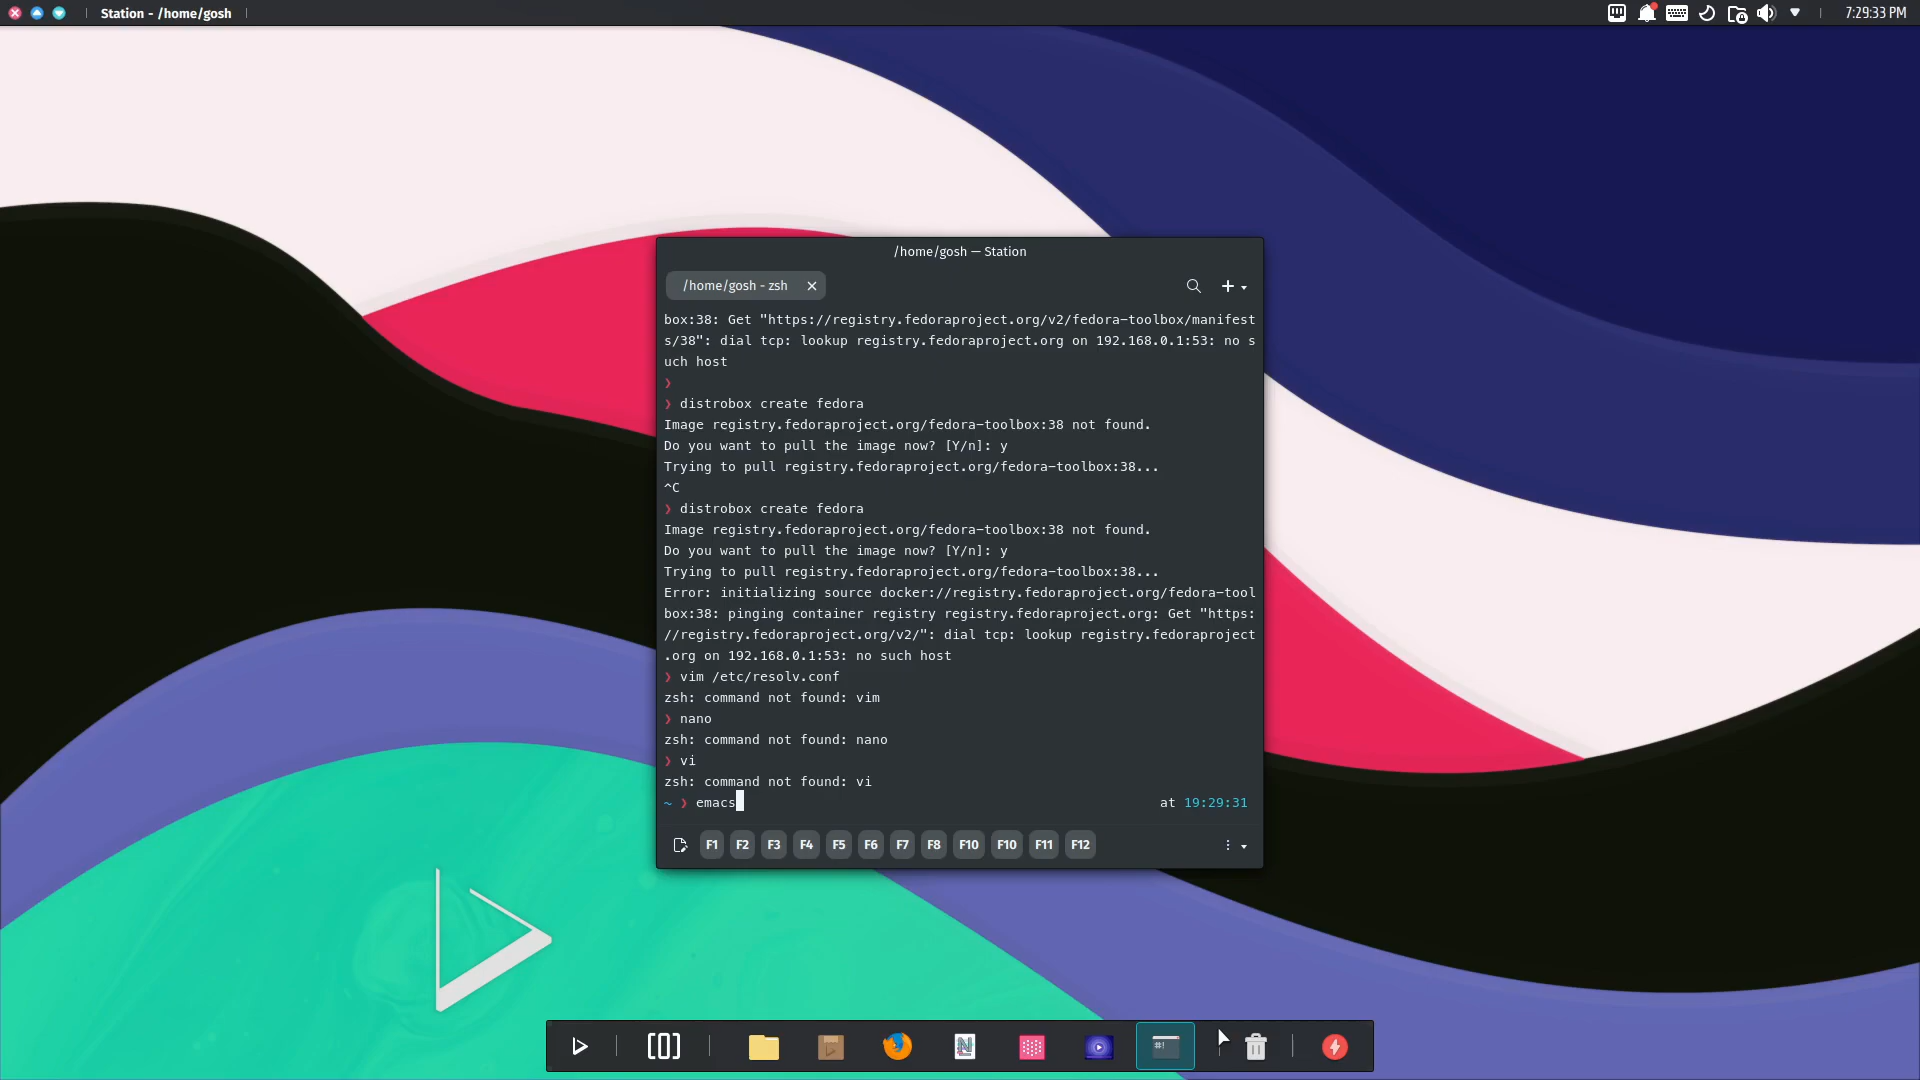 Station - /home/gosh
7:29:33 PM
/home/gosh — Station
/home/gosh - zsh
box:38: Get "https://registry.fedoraproject.org/v2/fedora-toolbox/manifest
s/38": dial tcp: lookup registry.fedoraproject.org on 192.168.0.1:53: no s
uch host
❯
❯ distrobox create fedora
Image registry.fedoraproject.org/fedora-toolbox:38 not found.
Do you want to pull the image now? [Y/n]: y
Trying to pull registry.fedoraproject.org/fedora-toolbox:38...
^C
❯ distrobox create fedora
Image registry.fedoraproject.org/fedora-toolbox:38 not found.
Do you want to pull the image now? [Y/n]: y
Trying to pull registry.fedoraproject.org/fedora-toolbox:38...
Error: initializing source docker://registry.fedoraproject.org/fedora-tool
box:38: pinging container registry registry.fedoraproject.org: Get "https:
//registry.fedoraproject.org/v2/": dial tcp: lookup registry.fedoraproject
.org on 192.168.0.1:53: no such host
❯ vim /etc/resolv.conf
zsh: command not found: vim
❯ nano
zsh: command not found: nano
❯ vi
zsh: command not found: vi
~ ❯ emacs at 19:29:31
F1 F2 F3 F4 F5 F6 F7 F8 F10 F10 F11 F12